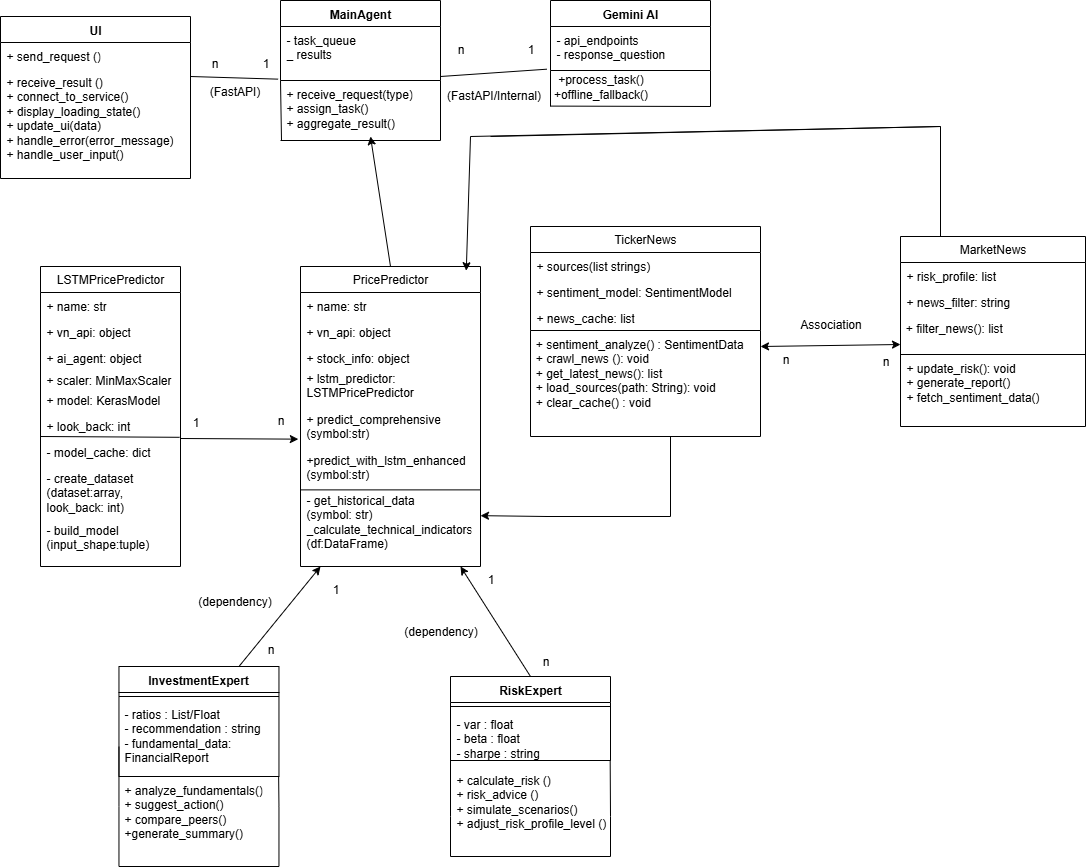 UI
+ send_request ()
+ receive_result ()
+ connect_to_service()
+ display_loading_state()
+ update_ui(data)
+ handle_error(error_message)
+ handle_user_input()
n
1
(FastAPI)
MainAgent
- task_queue
_ results
+ receive_request(type)
+ assign_task()
+ aggregate_result()
n
1
(FastAPI/Internal)
Gemini AI
- api_endpoints
- response_question
+process_task()
+offline_fallback()
LSTMPricePredictor
+ name: str
+ vn_api: object
+ ai_agent: object
+ scaler: MinMaxScaler
+ model: KerasModel
+ look_back: int
- model_cache: dict
- create_dataset
(dataset:array,
look_back: int)
- build_model
(input_shape:tuple)
1
n
PricePredictor
+ name: str
+ vn_api: object
+ stock_info: object
+ lstm_predictor:
LSTMPricePredictor
+ predict_comprehensive
(symbol:str)
+predict_with_lstm_enhanced
(symbol:str)
- get_historical_data
(symbol: str)
_calculate_technical_indicators
(df:DataFrame)
TickerNews
+ sources(list strings)
+ sentiment_model: SentimentModel
+ news_cache: list
+ sentiment_analyze() : SentimentData
+ crawl_news (): void
+ get_latest_news(): list
+ load_sources(path: String): void
+ clear_cache() : void
Association
n
n
MarketNews
+ risk_profile: list
+ news_filter: string
+ filter_news(): list
+ update_risk(): void
+ generate_report()
+ fetch_sentiment_data()
(dependency)
1
n
(dependency)
1
n
InvestmentExpert
- ratios : List/Float
- recommendation : string
- fundamental_data:
FinancialReport
+ analyze_fundamentals()
+ suggest_action()
+ compare_peers()
+generate_summary()
RiskExpert
- var : float
- beta : float
- sharpe : string
+ calculate_risk ()
+ risk_advice ()
+ simulate_scenarios()
+ adjust_risk_profile_level ()